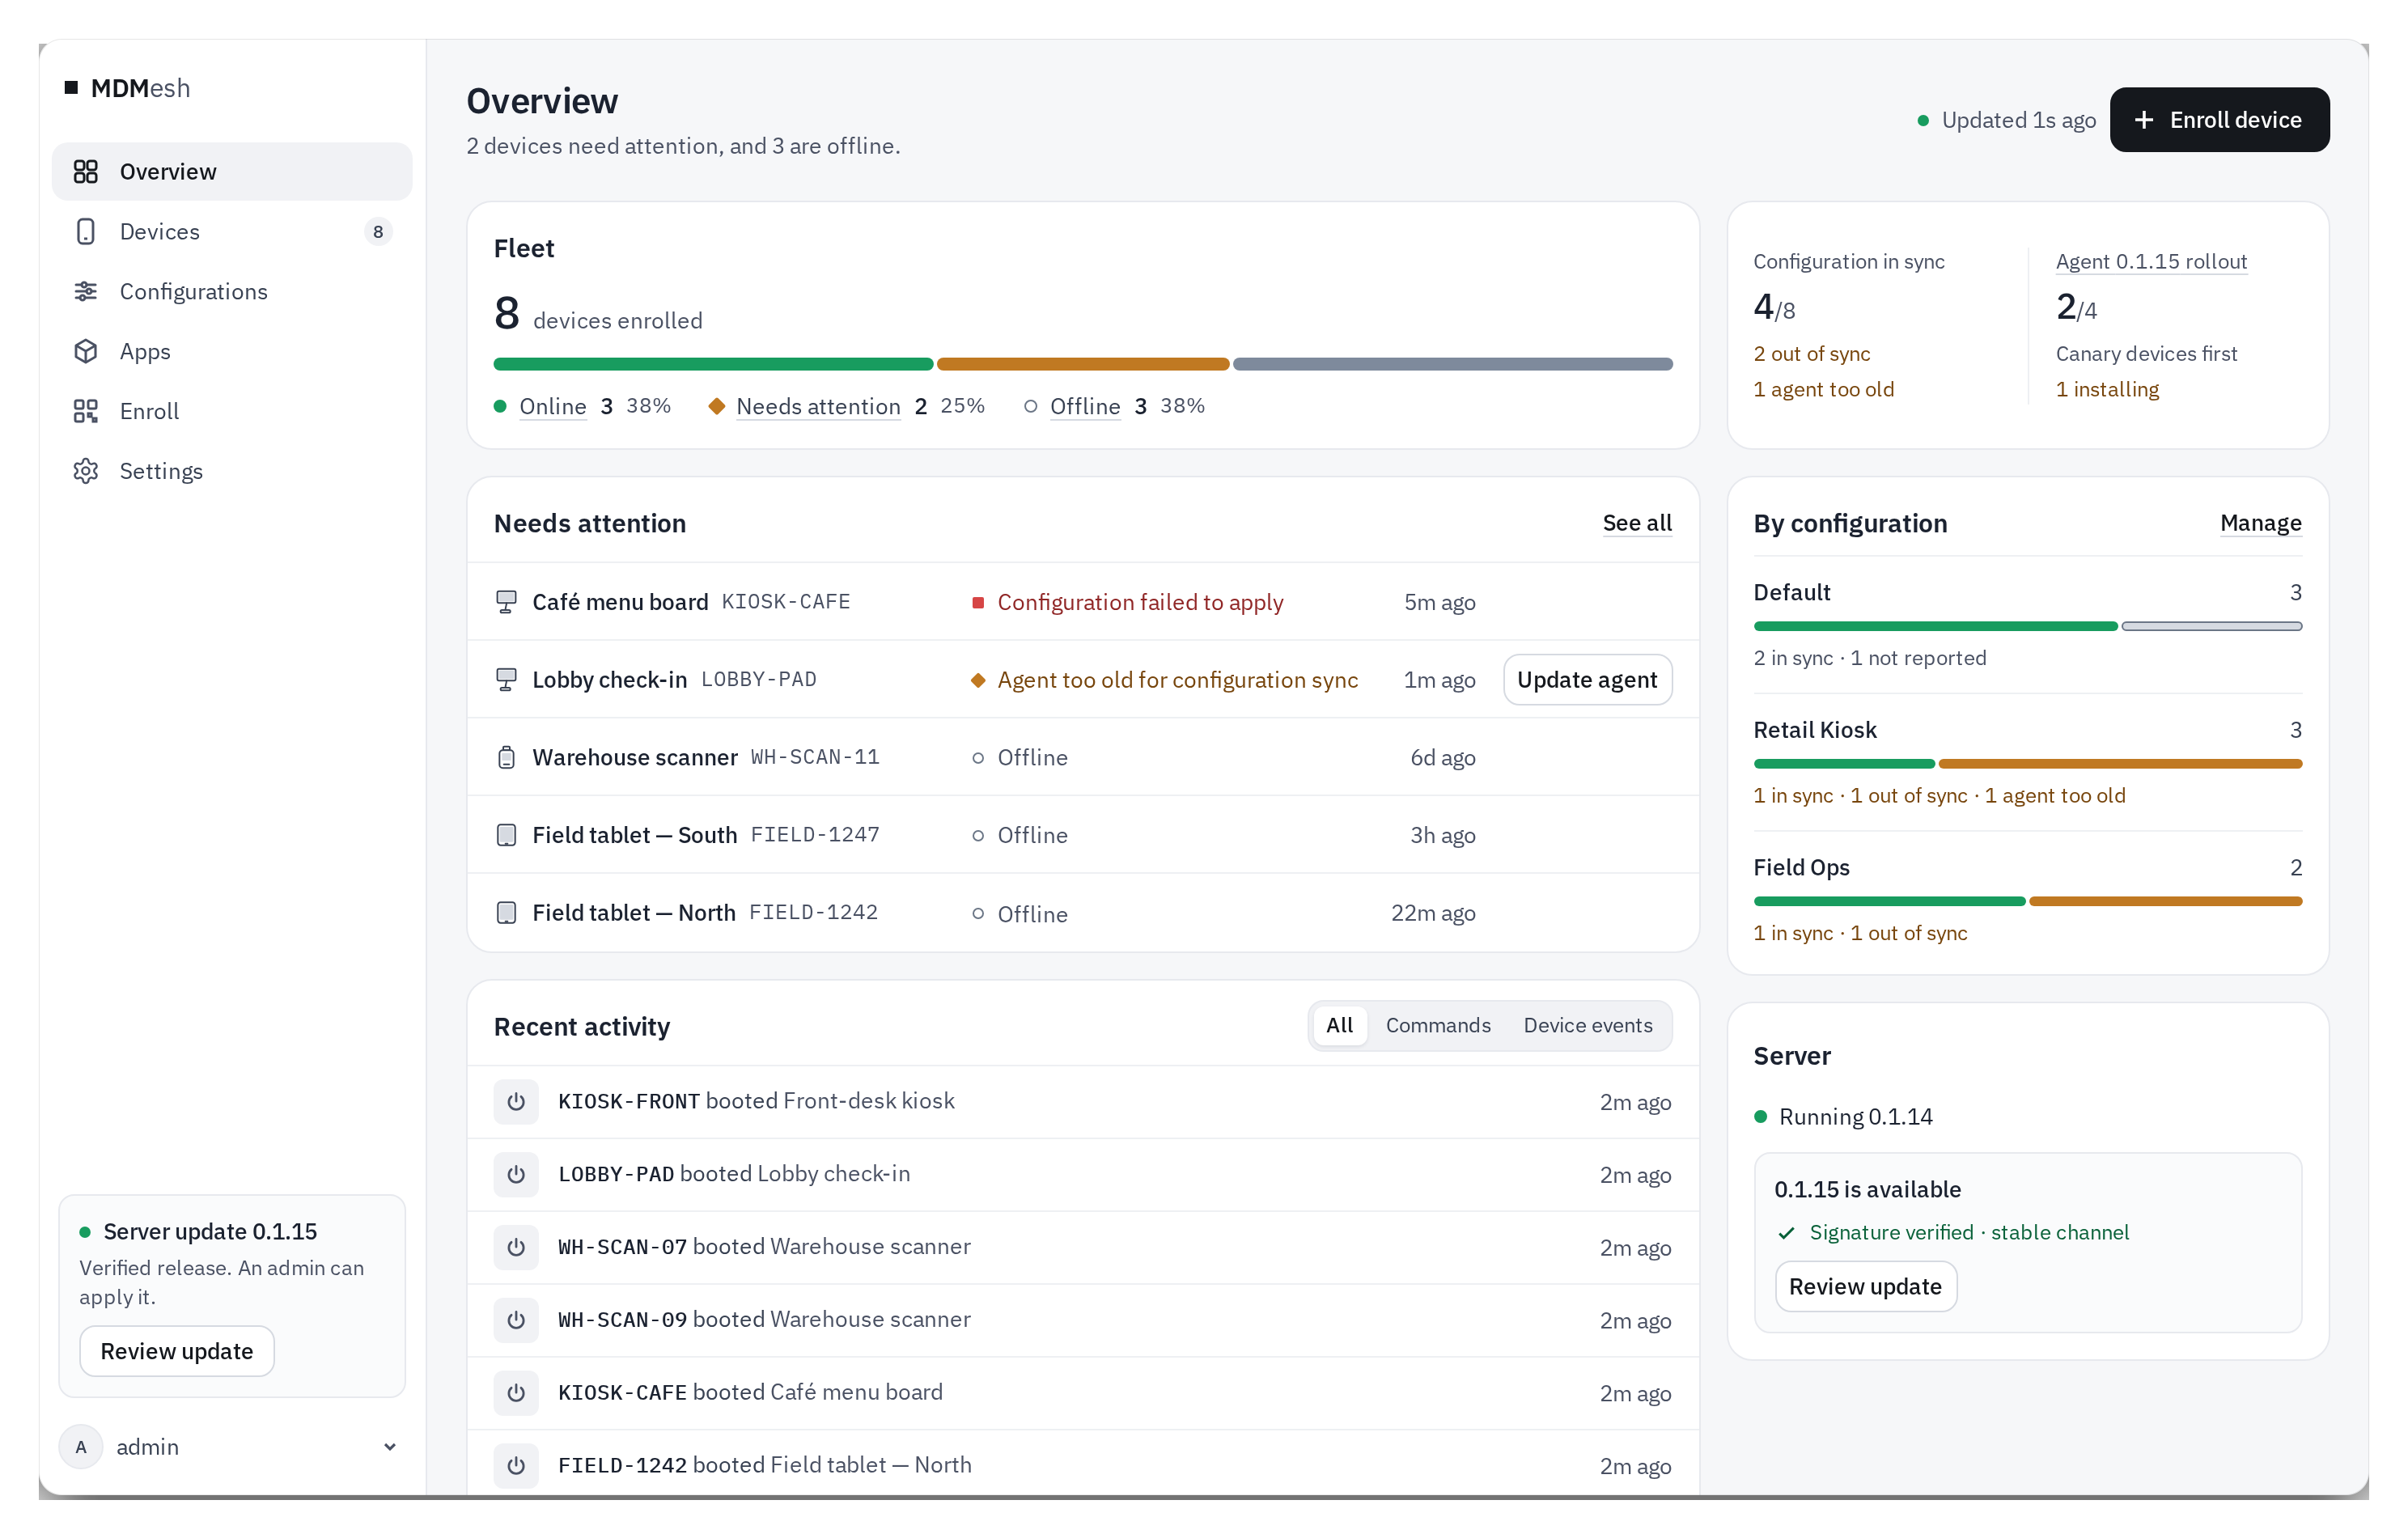 MDMesh
Overview
Devices 8
Configurations
Apps
Enroll
Settings
Server update 0.1.15
Verified release. An admin can
apply it.
Review update
A admin
Overview
2 devices need attention, and 3 are offline.
Updated 1s ago
+ Enroll device
Fleet
8 devices enrolled
Online 3 38% Needs attention 2 25% Offline 3 38%
Configuration in sync
4/8
2 out of sync
1 agent too old
Agent 0.1.15 rollout
2/4
Canary devices first
1 installing
Needs attention See all
Café menu board KIOSK-CAFE Configuration failed to apply 5m ago
Lobby check-in LOBBY-PAD Agent too old for configuration sync 1m ago Update agent
Warehouse scanner WH-SCAN-11 Offline 6d ago
Field tablet — South FIELD-1247 Offline 3h ago
Field tablet — North FIELD-1242 Offline 22m ago
By configuration Manage
Default 3
2 in sync · 1 not reported
Retail Kiosk 3
1 in sync · 1 out of sync · 1 agent too old
Field Ops 2
1 in sync · 1 out of sync
Recent activity All Commands Device events
KIOSK-FRONT booted Front-desk kiosk 2m ago
LOBBY-PAD booted Lobby check-in 2m ago
WH-SCAN-07 booted Warehouse scanner 2m ago
WH-SCAN-09 booted Warehouse scanner 2m ago
KIOSK-CAFE booted Café menu board 2m ago
FIELD-1242 booted Field tablet — North 2m ago
Server
Running 0.1.14
0.1.15 is available
Signature verified · stable channel
Review update